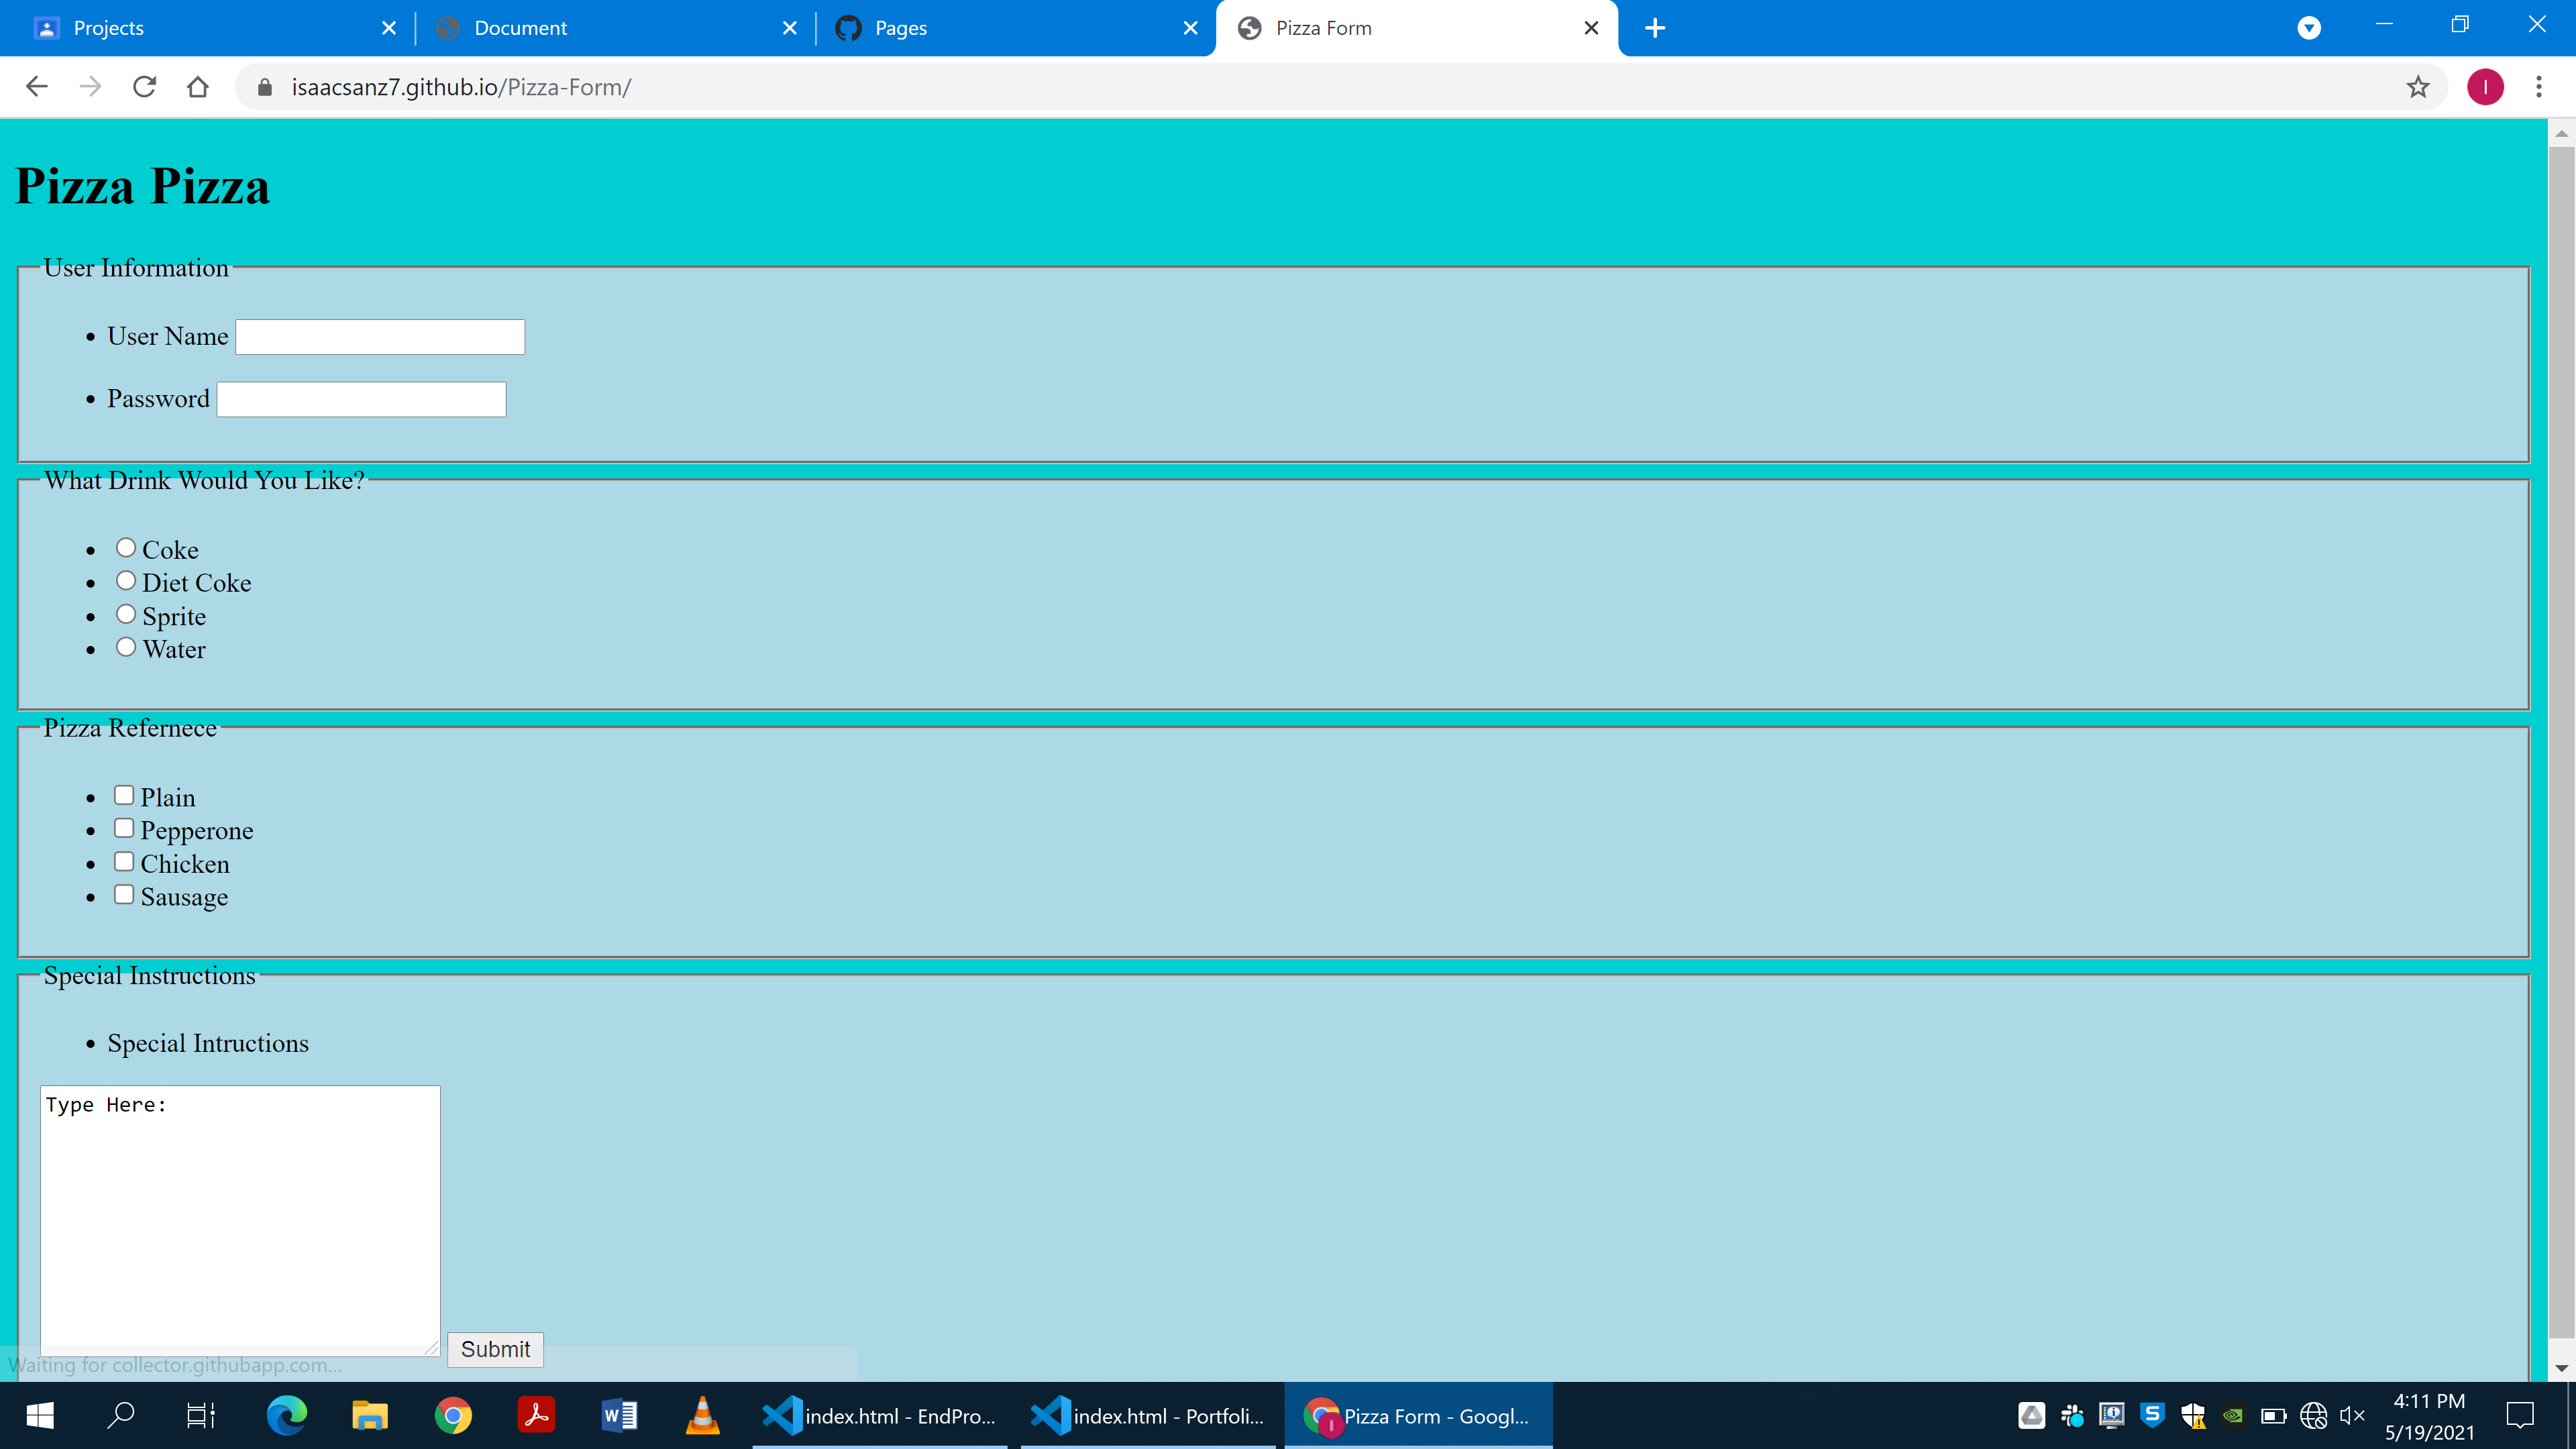 Projects
Document
Pages
Pizza Form
isaacsanz7.github.io/Pizza-Form/
I
Pizza Pizza
User Information
User Name
Password
What Drink Would You Like?
Coke
Diet Coke
Sprite
Water
Pizza Refernece
Plain
Pepperone
Chicken
Sausage
Special Instructions
Special Intructions
Type Here:
Submit
Waiting for collector.githubapp.com...
index.html - EndPro...
index.html - Portfoli...
Pizza Form - Googl...
4:11 PM
5/19/2021